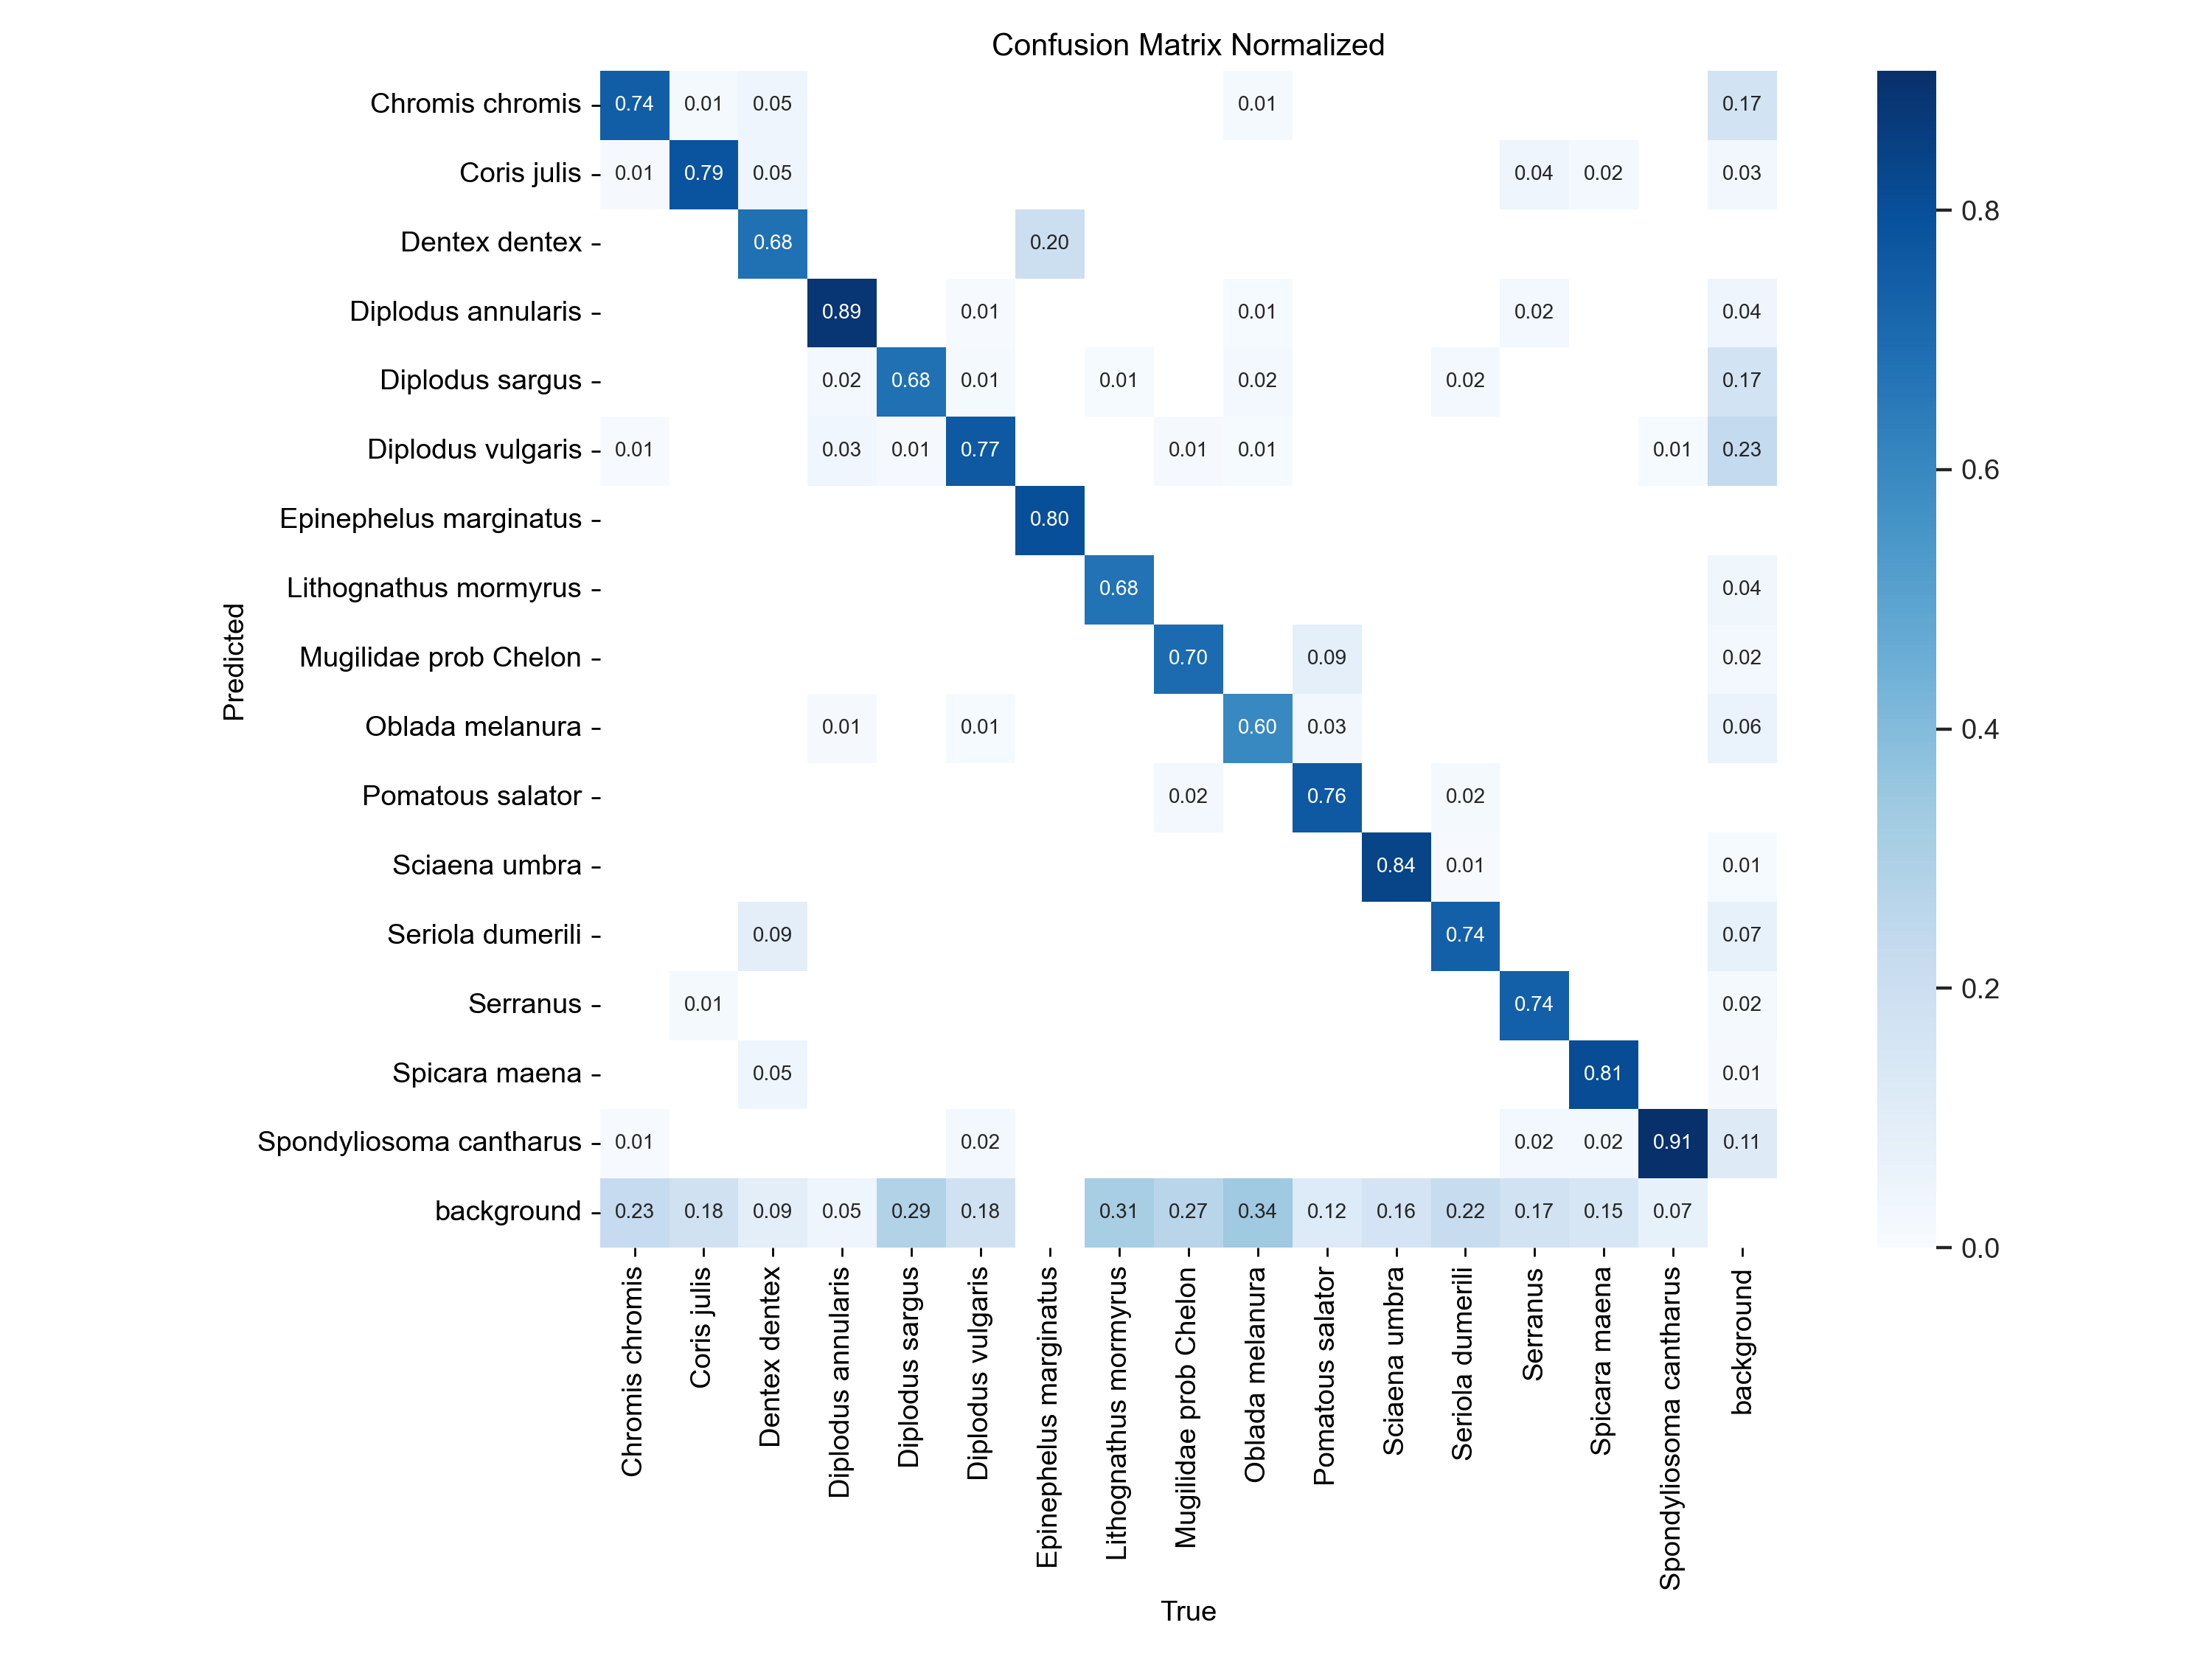 Confusion Matrix Normalized
Chromis chromis 0.74 0.01 0.05 0.01 0.17
Coris julis 0.01 0.79 0.05 0.04 0.02 0.03
0.8
Dentex dentex 0.68 0.20
Diplodus annularis 0.89 0.01 0.01 0.02 0.04
Diplodus sargus 0.02 0.68 0.01 0.01 0.02 0.02 0.17
Diplodus vulgaris 0.01 0.03 0.01 0.77 0.01 0.01 0.01 0.23
0.6
Epinephelus marginatus 0.80
Lithognathus mormyrus 0.68 0.04
Predicted
Mugilidae prob Chelon 0.70 0.09 0.02
Oblada melanura 0.01 0.01 0.60 0.03 0.06
0.4
Pomatous salator 0.02 0.76 0.02
Sciaena umbra 0.84 0.01 0.01
Seriola dumerili 0.09 0.74 0.07
0.2
Serranus 0.01 0.74 0.02
Spicara maena 0.05 0.81 0.01
Spondyliosoma cantharus 0.01 0.02 0.02 0.02 0.91 0.11
background 0.23 0.18 0.09 0.05 0.29 0.18 0.31 0.27 0.34 0.12 0.16 0.22 0.17 0.15 0.07
0.0
Chromis chromis
Coris julis
Dentex dentex
Diplodus annularis
Diplodus sargus
Diplodus vulgaris
Epinephelus marginatus
Lithognathus mormyrus
Mugilidae prob Chelon
Oblada melanura
Pomatous salator
Sciaena umbra
Seriola dumerili
Serranus
Spicara maena
Spondyliosoma cantharus
background
True